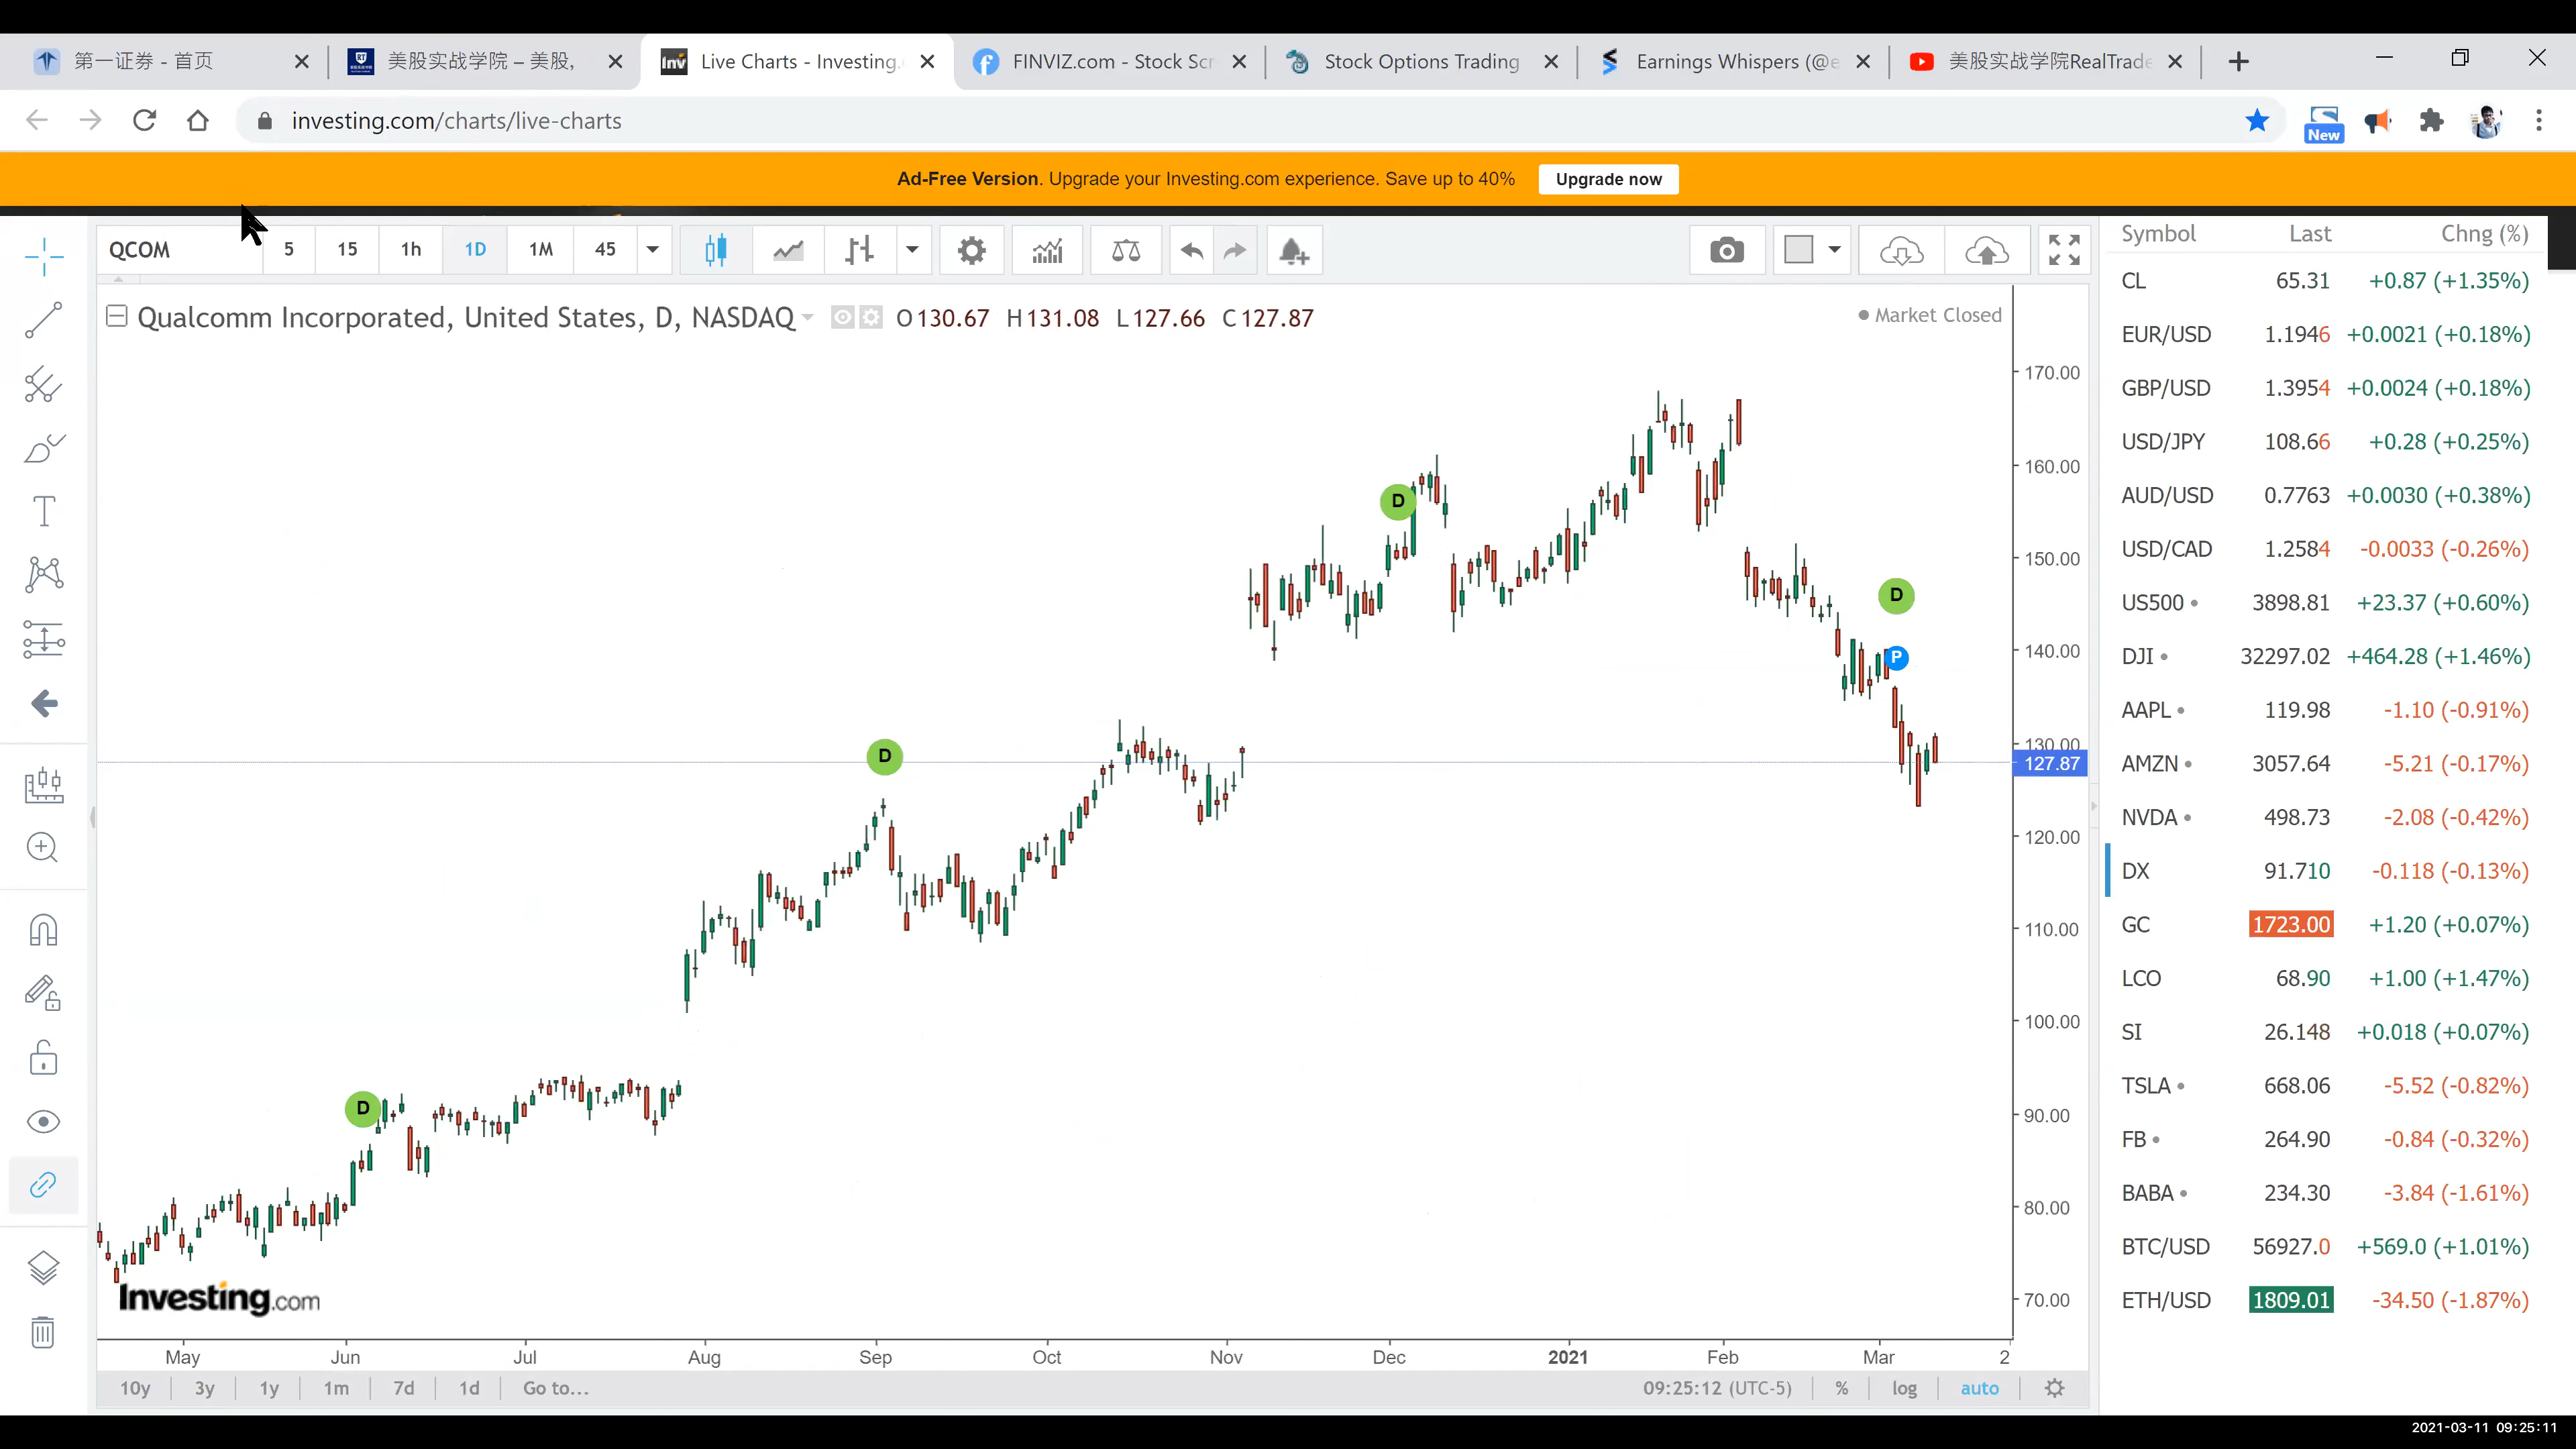 第一证券 - 首页
美股实战学院 – 美股,
Live Charts - Investing.
FINVIZ.com - Stock Scr
Stock Options Trading
Earnings Whispers (@e
美股实战学院RealTrade
investing.com/charts/live-charts
New
Ad-Free Version. Upgrade your Investing.com experience. Save up to 40%
Upgrade now
QCOM
5
15
1h
1D
1M
45
Qualcomm Incorporated, United States, D, NASDAQ
O130.67 H131.08 L127.66 C127.87
Market Closed
170.00
160.00
150.00
140.00
130.00
127.87
120.00
110.00
100.00
90.00
80.00
70.00
D
D
D
D
P
Investing.com
May
Jun
Jul
Aug
Sep
Oct
Nov
Dec
2021
Feb
Mar
2
10y
3y
1y
1m
7d
1d
Go to...
09:25:12 (UTC-5)
%
log
auto
Symbol Last Chng (%)
CL 65.31 +0.87 (+1.35%)
EUR/USD 1.1946 +0.0021 (+0.18%)
GBP/USD 1.3954 +0.0024 (+0.18%)
USD/JPY 108.66 +0.28 (+0.25%)
AUD/USD 0.7763 +0.0030 (+0.38%)
USD/CAD 1.2584 -0.0033 (-0.26%)
US500 3898.81 +23.37 (+0.60%)
DJI 32297.02 +464.28 (+1.46%)
AAPL 119.98 -1.10 (-0.91%)
AMZN 3057.64 -5.21 (-0.17%)
NVDA 498.73 -2.08 (-0.42%)
DX 91.710 -0.118 (-0.13%)
GC 1723.00 +1.20 (+0.07%)
LCO 68.90 +1.00 (+1.47%)
SI 26.148 +0.018 (+0.07%)
TSLA 668.06 -5.52 (-0.82%)
FB 264.90 -0.84 (-0.32%)
BABA 234.30 -3.84 (-1.61%)
BTC/USD 56927.0 +569.0 (+1.01%)
ETH/USD 1809.01 -34.50 (-1.87%)
2021-03-11 09:25:11